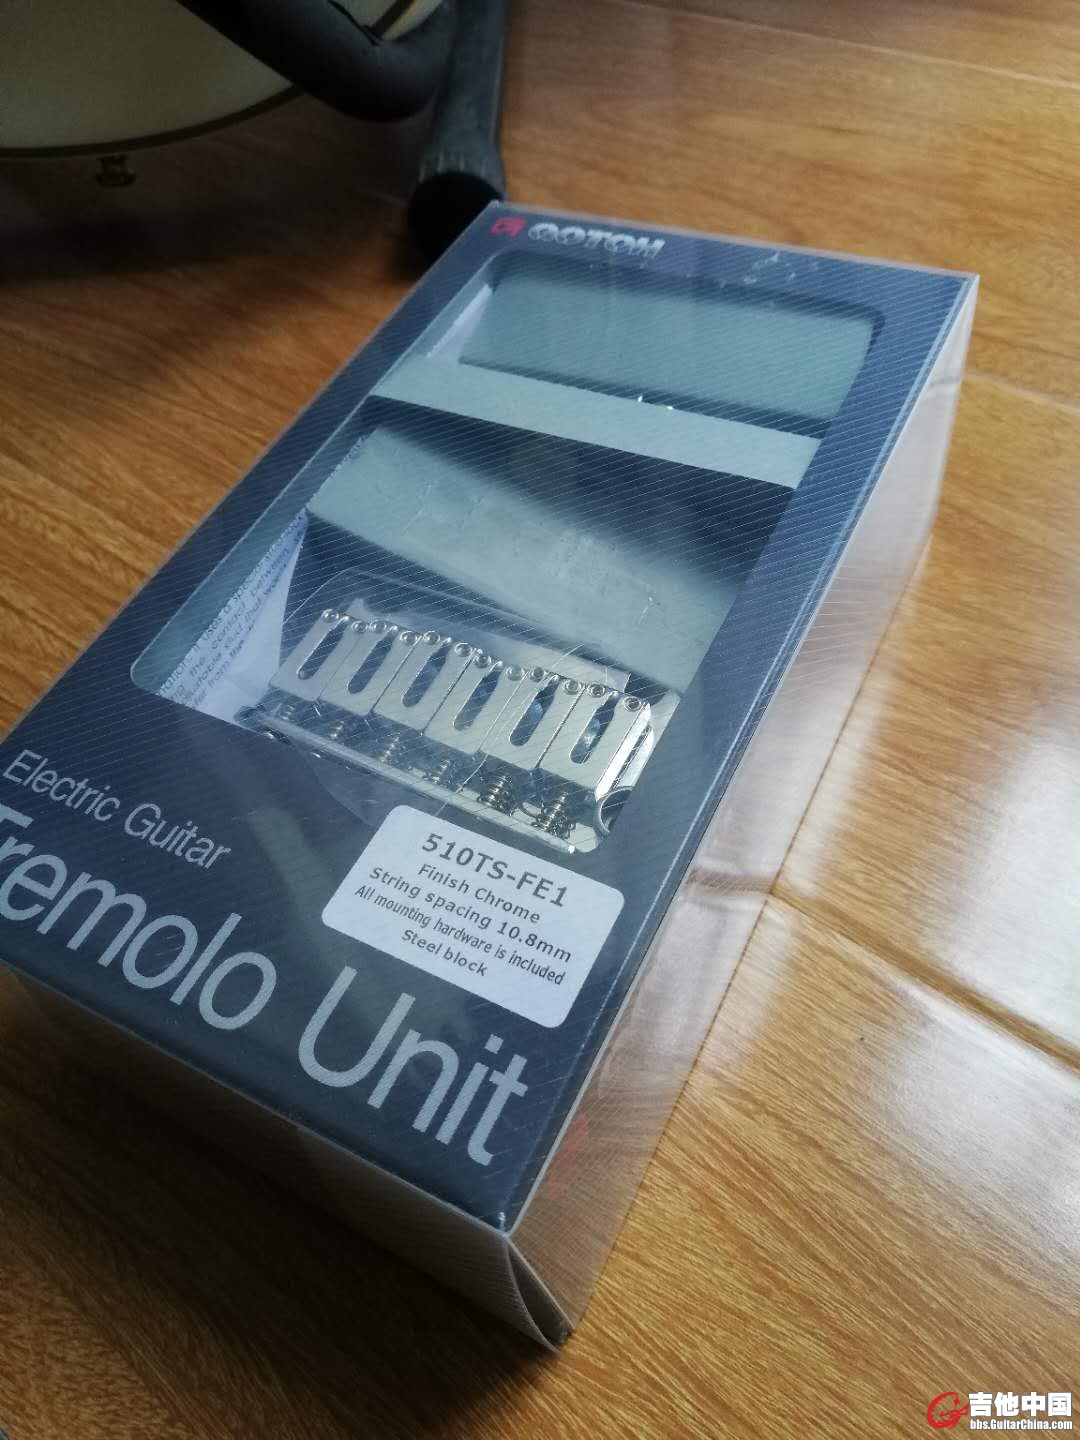 GOTOH
Electric Guitar
Tremolo Unit
510TS-FE1
Finish Chrome
String spacing 10.8mm
All mounting hardware is included
Steel block
吉他中国
bbs.GuitarChina.com